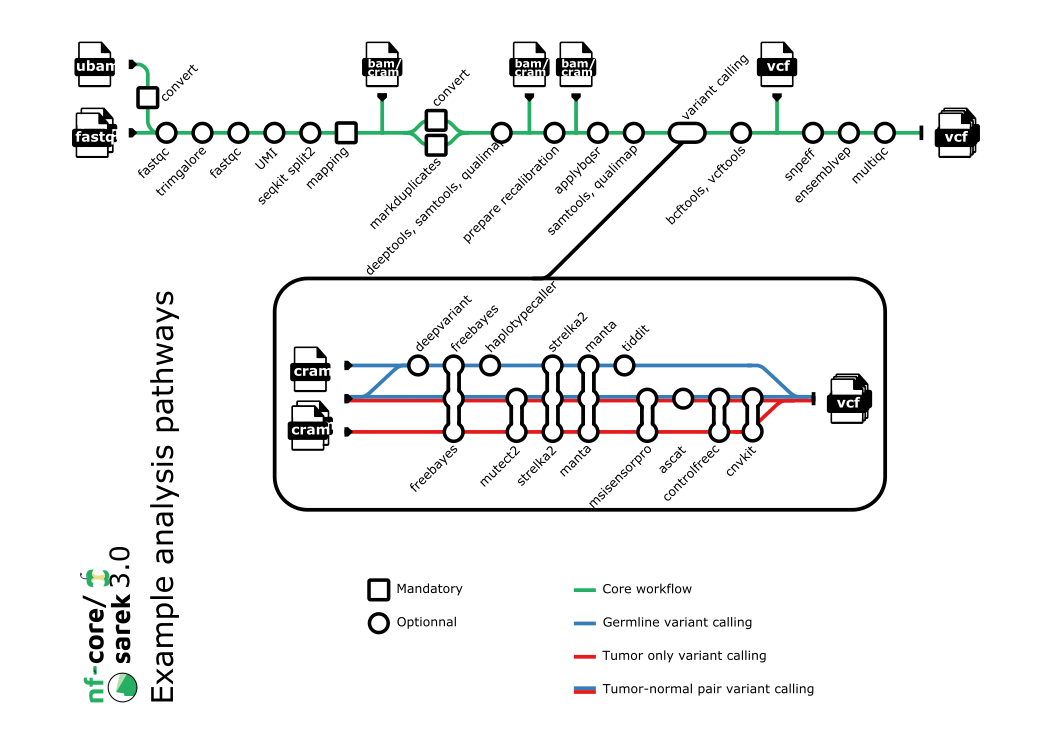 ubam
convert
bam/
cram
convert
bam/
cram
bam/
cram
variant calling
vcf
fastq
vcf
fastqc
trimgalore
fastqc
UMI
seqkit split2
mapping
markduplicates
deeptools, samtools, qualimap
prepare recalibration
applybqsr
samtools, qualimap
bcftools, vcftools
snpeff
ensemblvep
multiqc
deepvariant
freebayes
haplotypecaller
strelka2
manta
tiddit
cram
cram
vcf
freebayes
mutect2
strelka2
manta
msisensorpro
ascat
controlfreec
cnvkit
nf-core/
sarek 3.0
Example analysis pathways
Mandatory
Optionnal
Core workflow
Germline variant calling
Tumor only variant calling
Tumor-normal pair variant calling